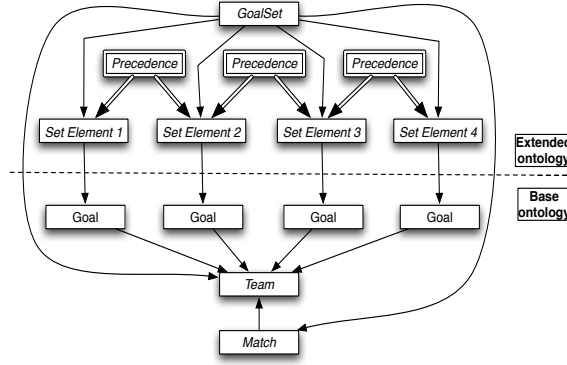 GoalSet
Precedence
Precedence
Precedence
Set Element 1
Set Element 2
Set Element 3
Set Element 4
Extended
ontology
Base
ontology
Goal
Goal
Goal
Goal
Team
Match